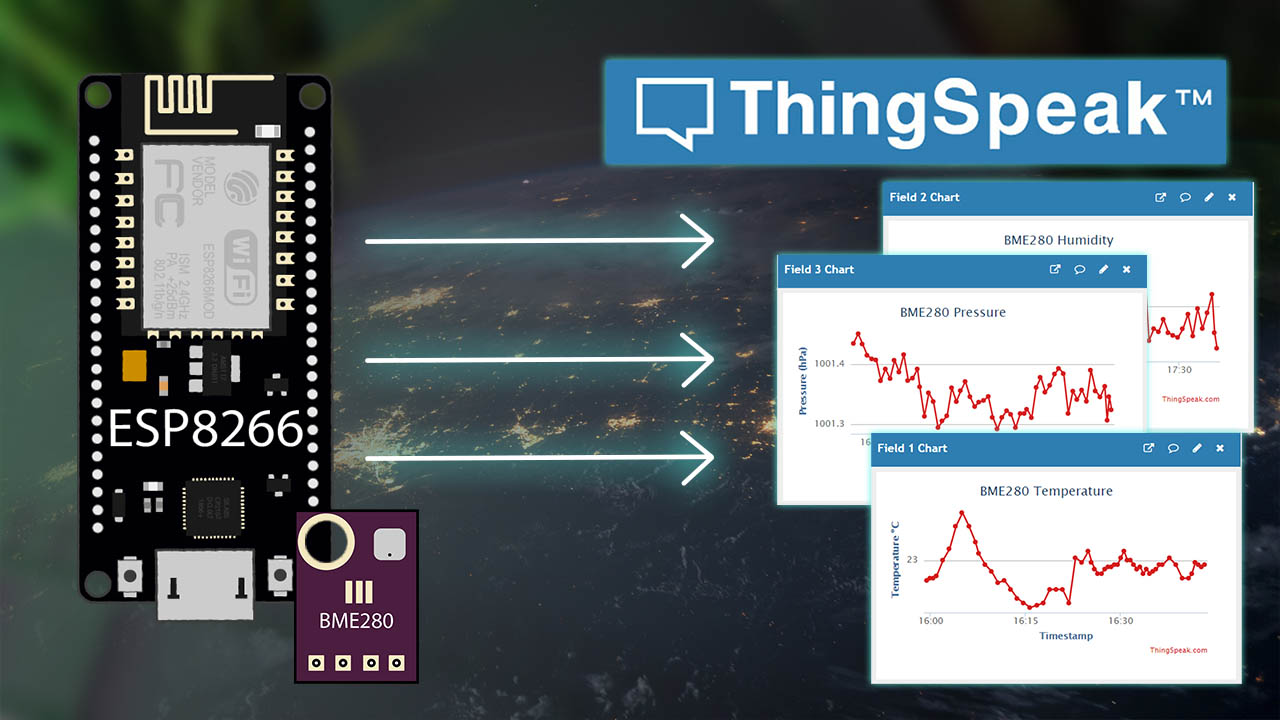 ThingSpeak™
MODEL
VENDOR
FC
WiFi
ESP8266MOD
ISM 2.4GHz
PA +25dBm
802.11b/g/n
ESP8266
BME280
Field 2 Chart
BME280 Humidity
17:30
ThingSpeak.com
Field 3 Chart
BME280 Pressure
Pressure (hPa)
1001.4
1001.3
Field 1 Chart
BME280 Temperature
Temperature °C
23
16:00
16:15
16:30
Timestamp
ThingSpeak.com